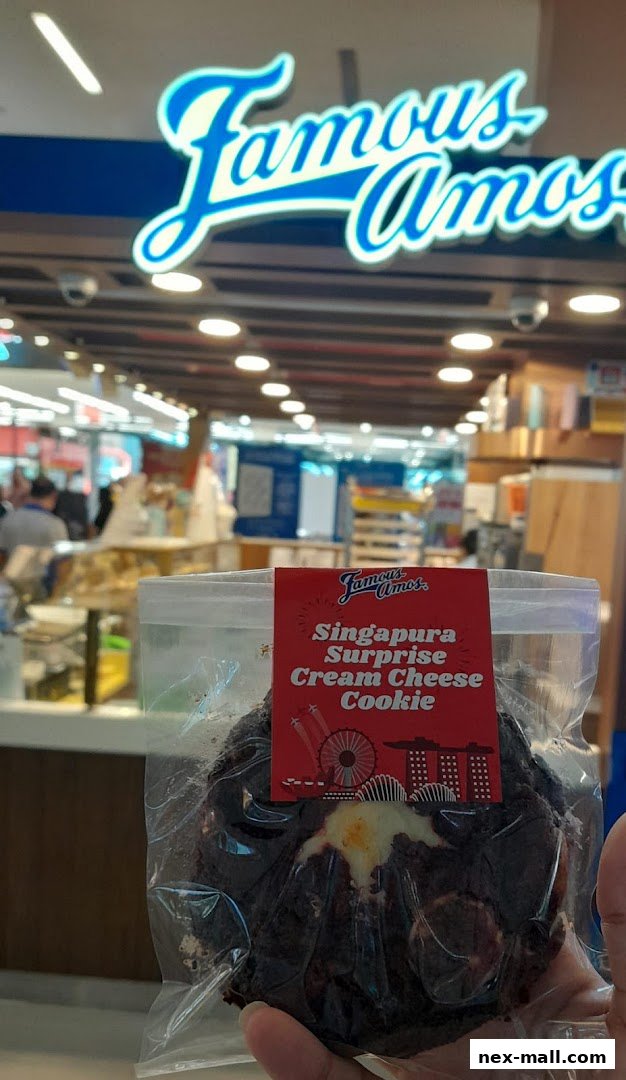 Famous
Amos
Famous
Amos.
Singapura
Surprise
Cream Cheese
Cookie
nex-mall.com